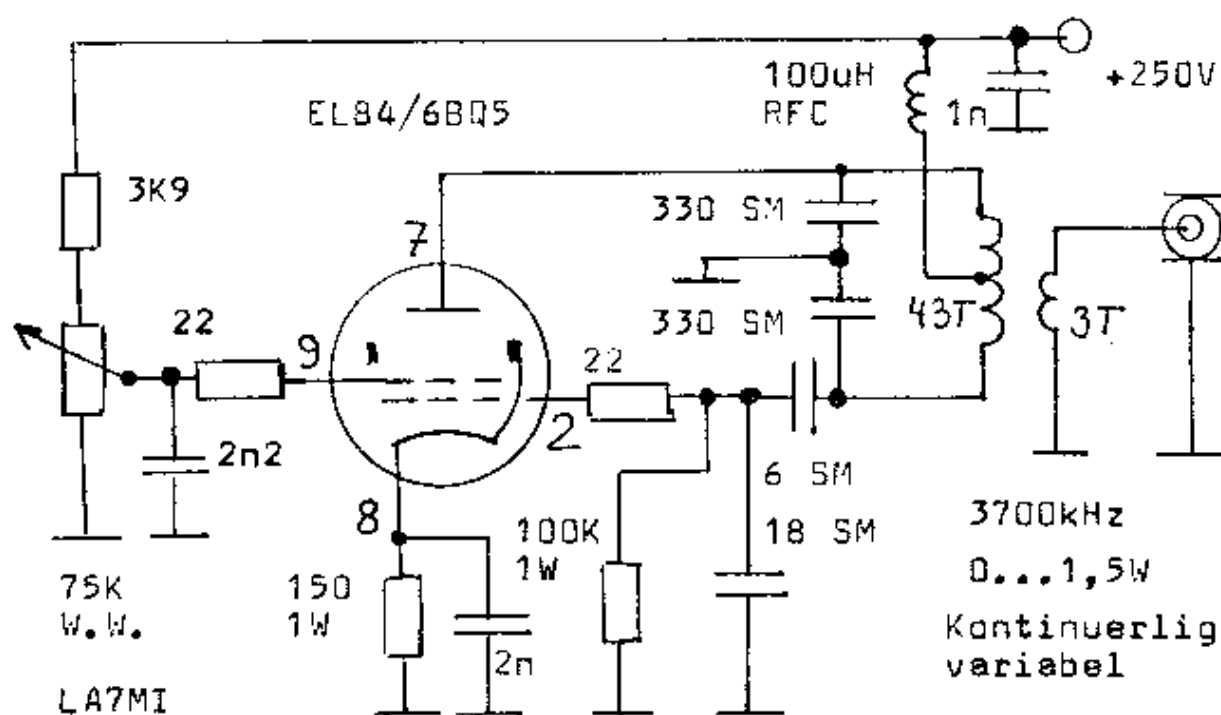 100uH
RFC
1n
+250V
EL84/6BQ5
3K9
330 SM
7
22
9
330 SM
43T
3T
22
2
2n2
6 SM
8
18 SM
3700kHz
100K
1W
0...1,5W
75K
W.W.
150
1W
2n
Kontinuerlig
variabel
LA7MI